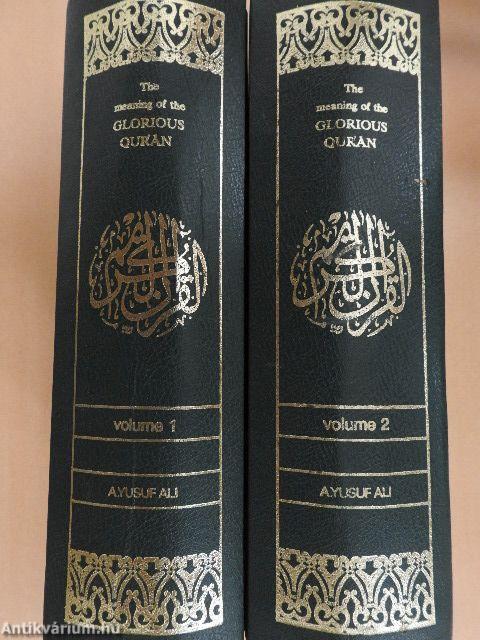 The
meaning of the
GLORIOUS
QUR'AN
القرآن الكريم
volume 1
A.YUSUF ALI
The
meaning of the
GLORIOUS
QUR'AN
القرآن الكريم
volume 2
A.YUSUF ALI
Antikvárium.hu